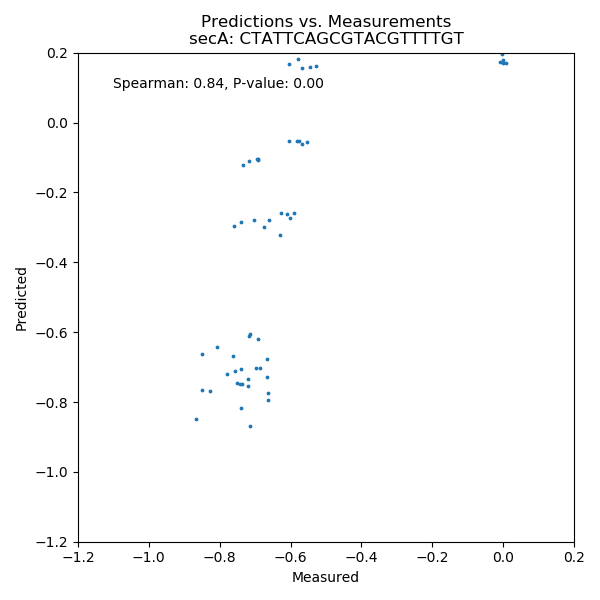 Predictions vs. Measurements
secA: CTATTCAGCGTACGTTTTGT
Spearman: 0.84, P-value: 0.00
0.2
0.0
−0.2
−0.4
−0.6
−0.8
−1.0
−1.2
Predicted
−1.2 −1.0 −0.8 −0.6 −0.4 −0.2 0.0 0.2
Measured